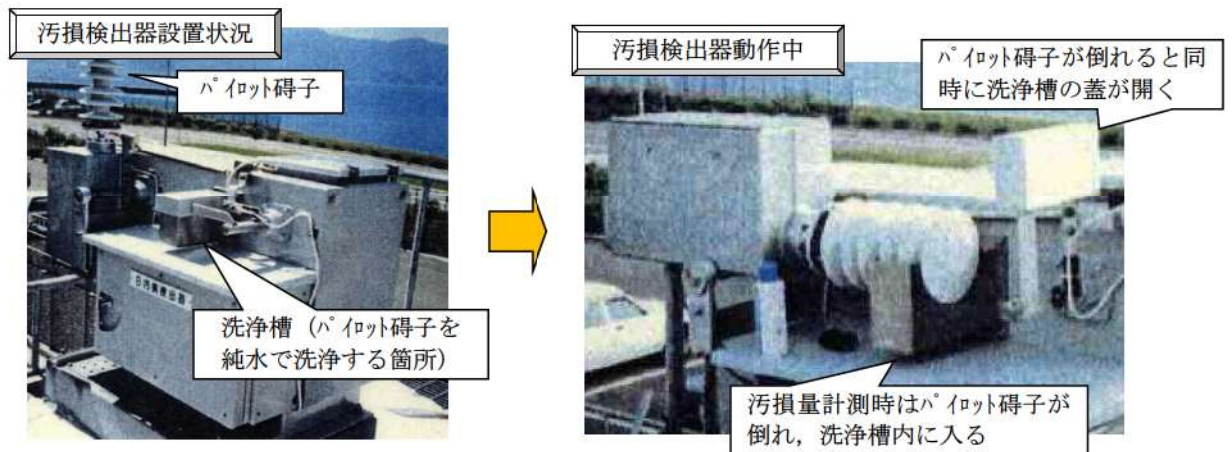 汚損検出器設置状況
ﾊﾟｲﾛｯﾄ碍子
洗浄槽（ﾊﾟｲﾛｯﾄ碍子を
純水で洗浄する箇所）
汚損検出器動作中
ﾊﾟｲﾛｯﾄ碍子が倒れると同
時に洗浄槽の蓋が開く
汚損量計測時はﾊﾟｲﾛｯﾄ碍子が
倒れ，洗浄槽内に入る